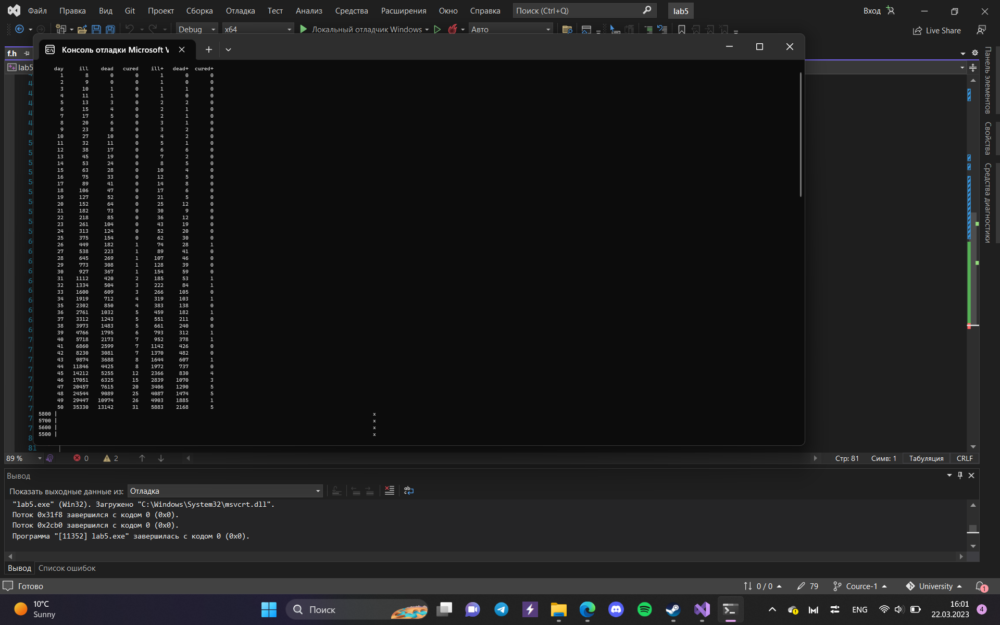 Файл Правка Вид Git Проект Сборка Отладка Тест Анализ Средства Расширения Окно Справка Поиск (Ctrl+Q) lab5 Вход
Debug x64 Локальный отладчик Windows Авто Live Share
f.h Консоль отладки Microsoft V
lab5
day ill dead cured ill+ dead+ cured+
1 8 0 0 1 0 0
2 9 0 0 1 0 0
3 10 1 0 1 1 0
4 11 1 0 1 0 0
5 13 3 0 2 2 0
6 15 4 0 2 1 0
7 17 5 0 2 1 0
8 20 6 0 3 1 0
9 23 8 0 3 2 0
10 27 10 0 4 2 0
11 32 11 0 5 1 0
12 38 17 0 6 6 0
13 45 19 0 7 2 0
14 53 24 0 8 5 0
15 63 28 0 10 4 0
16 75 33 0 12 5 0
17 89 41 0 14 8 0
18 106 47 0 17 6 0
19 127 52 0 21 5 0
20 152 64 0 25 12 0
21 182 73 0 30 9 0
22 218 85 0 36 12 0
23 261 104 0 43 19 0
24 313 124 0 52 20 0
25 375 154 0 62 30 0
26 449 182 1 74 28 1
27 538 223 1 89 41 0
28 645 269 1 107 46 0
29 773 308 1 128 39 0
30 927 367 1 154 59 0
31 1112 420 2 185 53 1
32 1334 504 3 222 84 1
33 1600 609 3 266 105 0
34 1919 712 4 319 103 1
35 2302 850 4 383 138 0
36 2761 1032 5 459 182 1
37 3312 1243 5 551 211 0
38 3973 1483 5 661 240 0
39 4766 1795 6 793 312 1
40 5718 2173 7 952 378 1
41 6860 2599 7 1142 426 0
42 8230 3081 7 1370 482 0
43 9874 3688 8 1644 607 1
44 11846 4425 8 1972 737 0
45 14212 5255 12 2366 830 4
46 17051 6325 15 2839 1070 3
47 20457 7615 20 3406 1290 5
48 24544 9089 25 4087 1474 5
49 29447 10974 26 4903 1885 1
50 35330 13142 31 5883 2168 5
5800 | x
5700 | x
5600 | x
5500 | x
81
Панель элементов
Свойства
Средства диагностики
89 % 0 2 Стр: 81 Симв: 1 Табуляция CRLF
Вывод
Показать выходные данные из: Отладка
"lab5.exe" (Win32). Загружено "C:\Windows\System32\msvcrt.dll".
Поток 0x31f8 завершился с кодом 0 (0x0).
Поток 0x2cb0 завершился с кодом 0 (0x0).
Программа "[11352] lab5.exe" завершилась с кодом 0 (0x0).
Вывод Список ошибок
Готово 0 / 0 79 Cource-1 University 1
10°C
Sunny
Поиск
ENG
16:01
22.03.2023
4